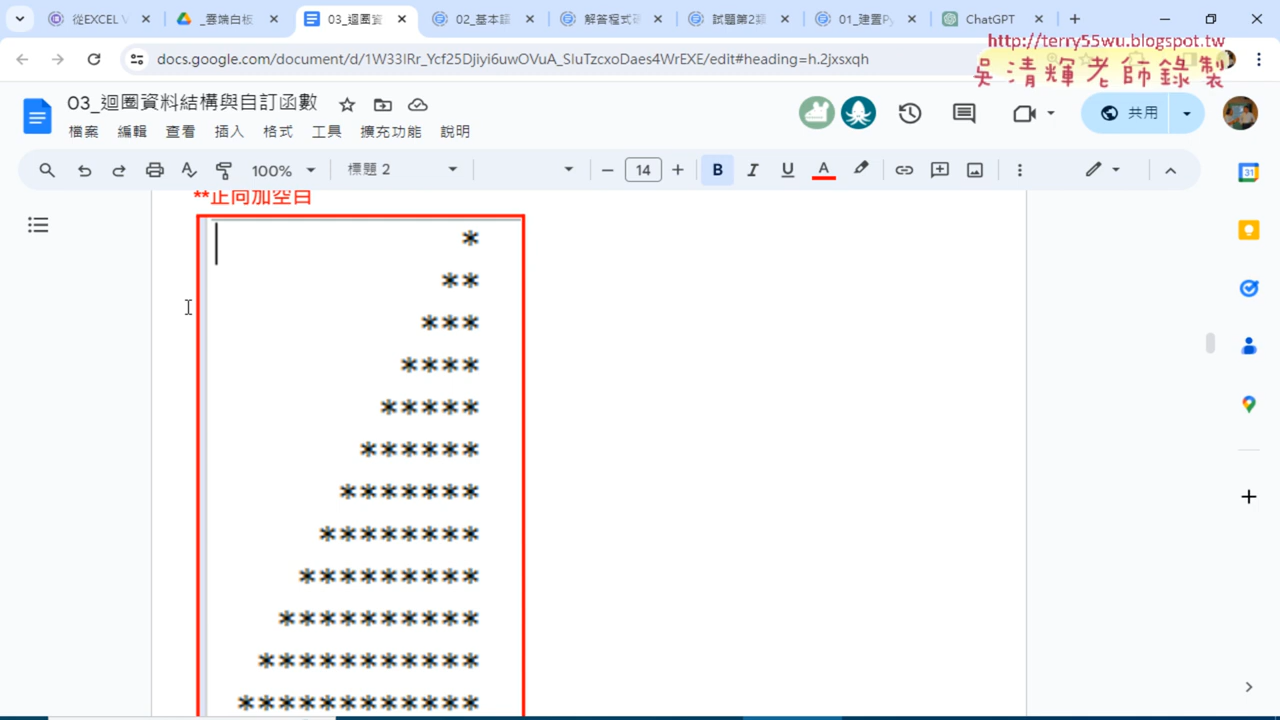 從EXCEL V
_雲端白板
03_迴圈資
02_基本語
解答程式碼
試題第2類
01_建置Py
ChatGPT
docs.google.com/document/d/1W33lRr_Ycf25Djiyi6uwOVuA_SluTzcxoDaes4WrEXE/edit#heading=h.2jxsxqh
http://terry55wu.blogspot.tw
吳清輝老師錄製
03_迴圈資料結構與自訂函數
檔案 編輯 查看 插入 格式 工具 擴充功能 說明
共用
100% 標題 2 14 B I U A
31
**正向加空白
*
**
***
****
*****
******
*******
********
*********
**********
***********
************